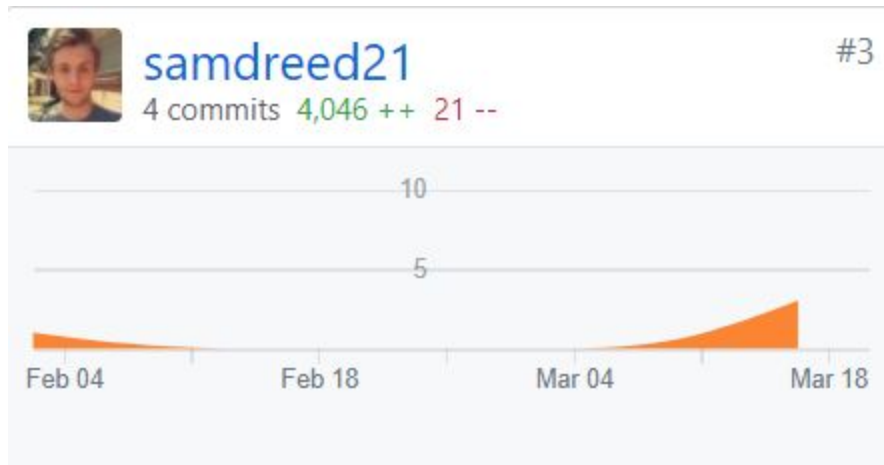 samdreed21 #3
4 commits 4,046 ++ 21 --
10
5
Feb 04 Feb 18 Mar 04 Mar 18